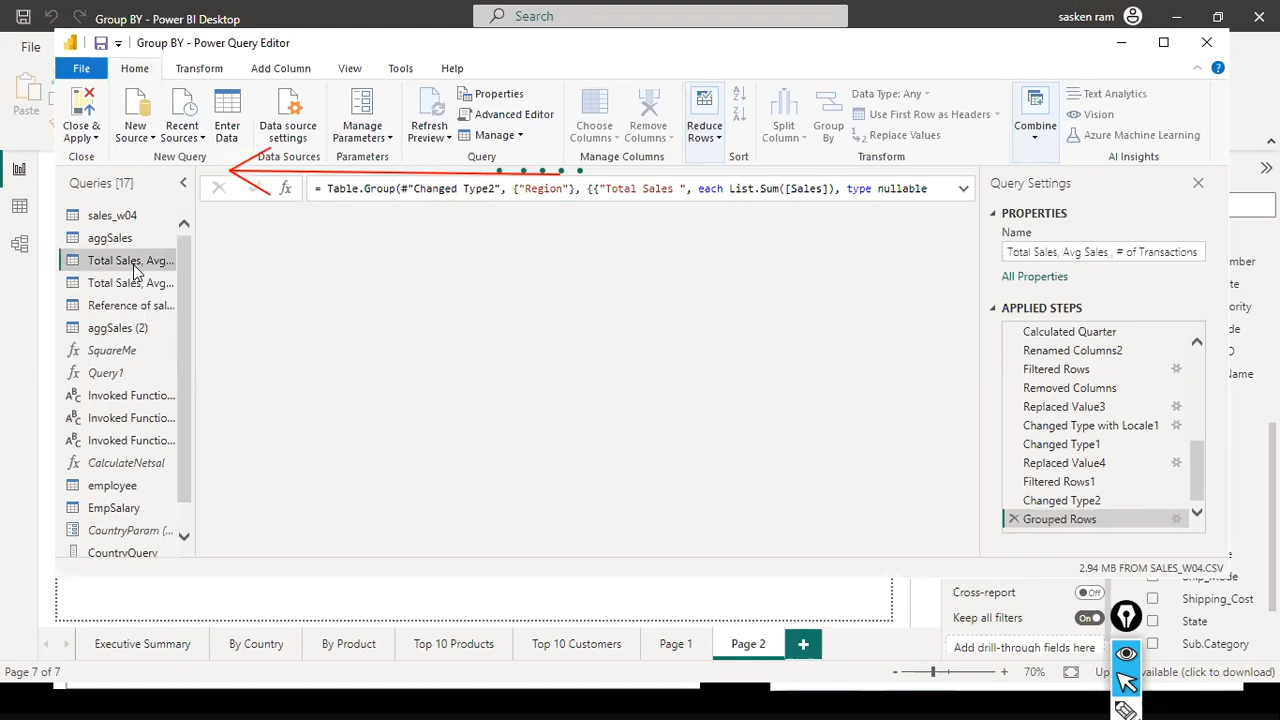 Group BY - Power BI Desktop
Search
sasken ram
File
Group BY - Power Query Editor
File
Home
Transform
Add Column
View
Tools
Help
Paste
Close &
Apply
New
Source
Recent
Sources
Enter
Data
Data source
settings
Manage
Parameters
Refresh
Preview
Properties
Advanced Editor
Manage
Choose
Columns
Remove
Columns
Reduce
Rows
Split
Column
Group
By
Data Type: Any
Use First Row as Headers
Replace Values
Combine
Text Analytics
Vision
Azure Machine Learning
Close
New Query
Data Sources
Parameters
Query
Manage Columns
Sort
Transform
AI Insights
Queries [17]
= Table.Group(#"Changed Type2", {"Region"}, {{"Total Sales ", each List.Sum([Sales]), type nullable
sales_w04
aggSales
Total Sales, Avg...
Total Sales, Avg...
Reference of sal...
aggSales (2)
SquareMe
Query1
Invoked Functio...
Invoked Functio...
Invoked Functio...
CalculateNetsal
employee
EmpSalary
CountryParam (...
CountryQuery
Query Settings
PROPERTIES
Name
Total Sales, Avg Sales , # of Transactions
All Properties
APPLIED STEPS
Calculated Quarter
Renamed Columns2
Filtered Rows
Removed Columns
Replaced Value3
Changed Type with Locale1
Changed Type1
Replaced Value4
Filtered Rows1
Changed Type2
Grouped Rows
2.94 MB FROM SALES_W04.CSV
Cross-report
Off
Keep all filters
On
Add drill-through fields here
Shipping_Cost
State
Sub.Category
Executive Summary
By Country
By Product
Top 10 Products
Top 10 Customers
Page 1
Page 2
Page 7 of 7
70%
available (click to download)